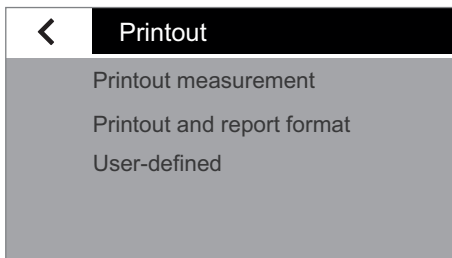 Printout
Printout measurement
Printout and report format
User-defined